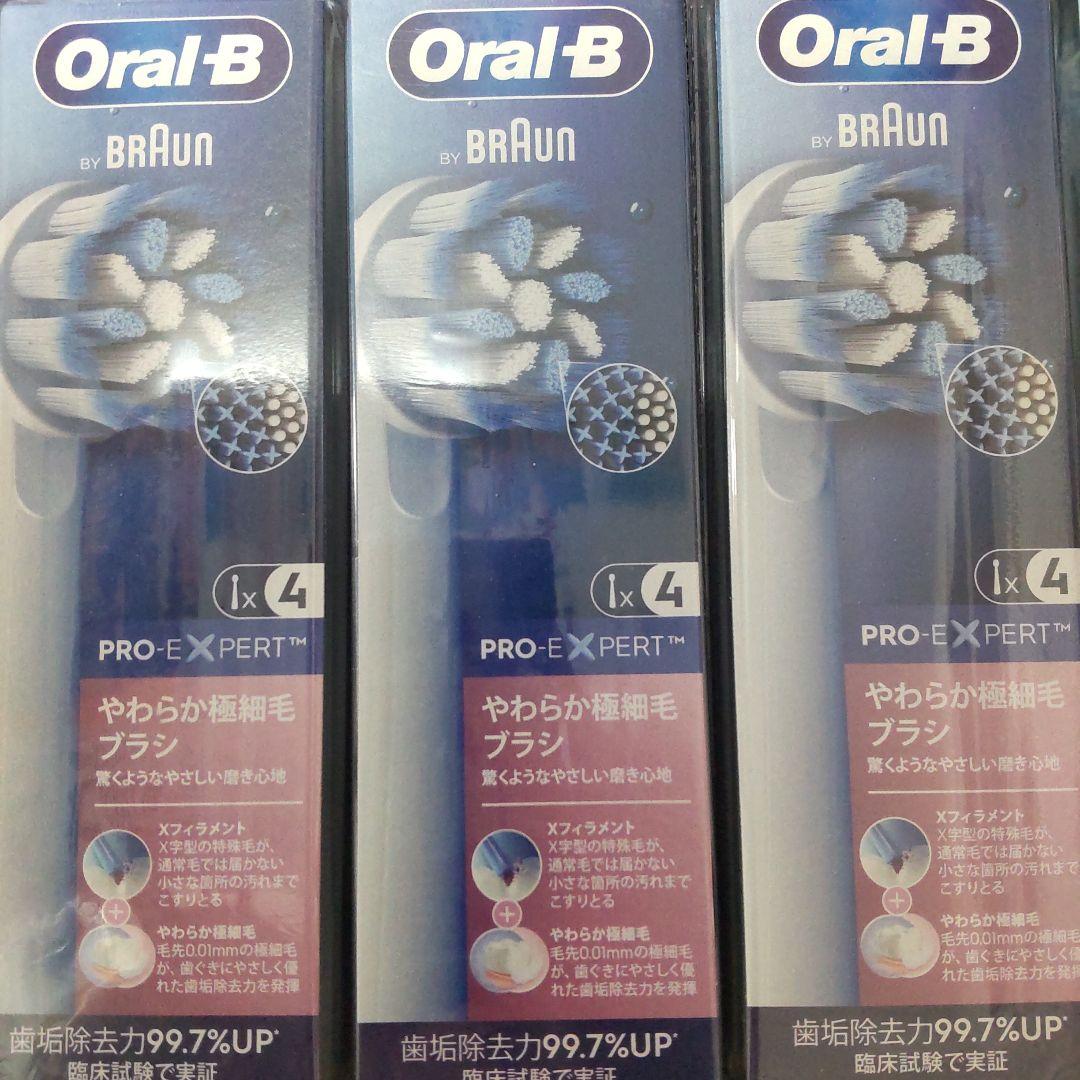 Oral-B
BY BRAUN
1x 4
PRO-EXPERT™
やわらか極細毛
ブラシ
驚くようなやさしい磨き心地
Xフィラメント
X字型の特殊毛が、
通常毛では届かない
小さな箇所の汚れまで
こすりとる
+
やわらか極細毛
毛先0.01mmの極細毛
が、歯ぐきにやさしく優
れた歯垢除去力を発揮
歯垢除去力99.7%UP*
臨床試験で実証
Oral-B
BY BRAUN
1x 4
PRO-EXPERT™
やわらか極細毛
ブラシ
驚くようなやさしい磨き心地
Xフィラメント
X字型の特殊毛が、
通常毛では届かない
小さな箇所の汚れまで
こすりとる
+
やわらか極細毛
毛先0.01mmの極細毛
が、歯ぐきにやさしく優
れた歯垢除去力を発揮
歯垢除去力99.7%UP*
臨床試験で実証
Oral-B
BY BRAUN
1x 4
PRO-EXPERT™
やわらか極細毛
ブラシ
驚くようなやさしい磨き心地
Xフィラメント
X字型の特殊毛が、
通常毛では届かない
小さな箇所の汚れまで
こすりとる
+
やわらか極細毛
毛先0.01mmの極細毛
が、歯ぐきにやさしく優
れた歯垢除去力を発揮
歯垢除去力99.7%UP*
臨床試験で実証